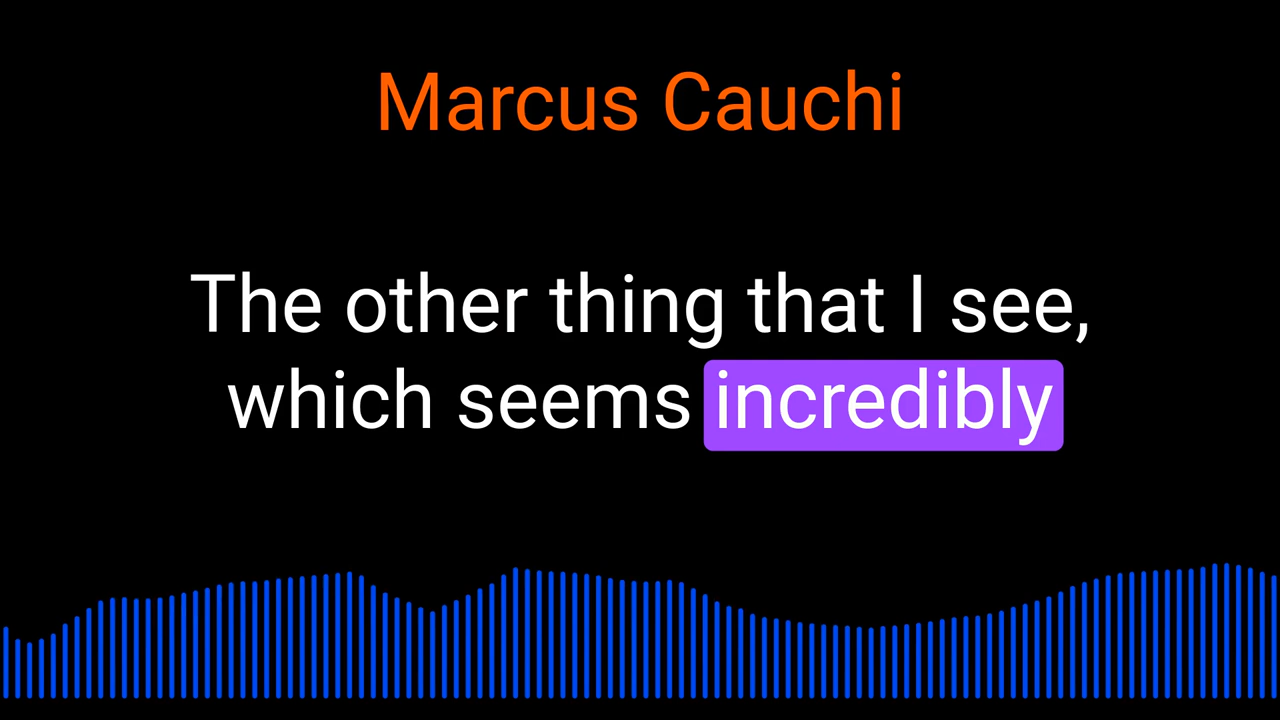 Marcus Cauchi
The other thing that I see,
which seems incredibly